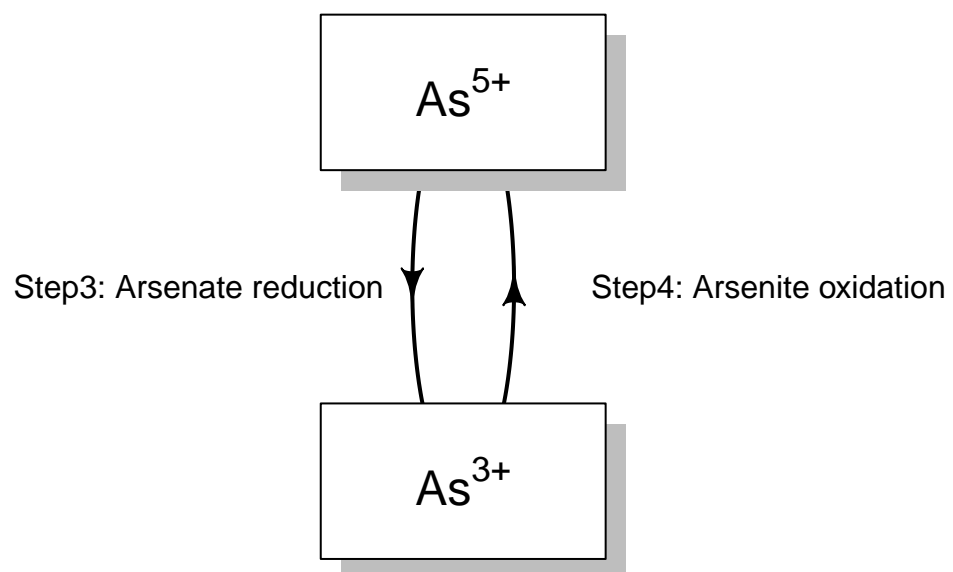 As⁵⁺
Step3: Arsenate reduction
Step4: Arsenite oxidation
As³⁺